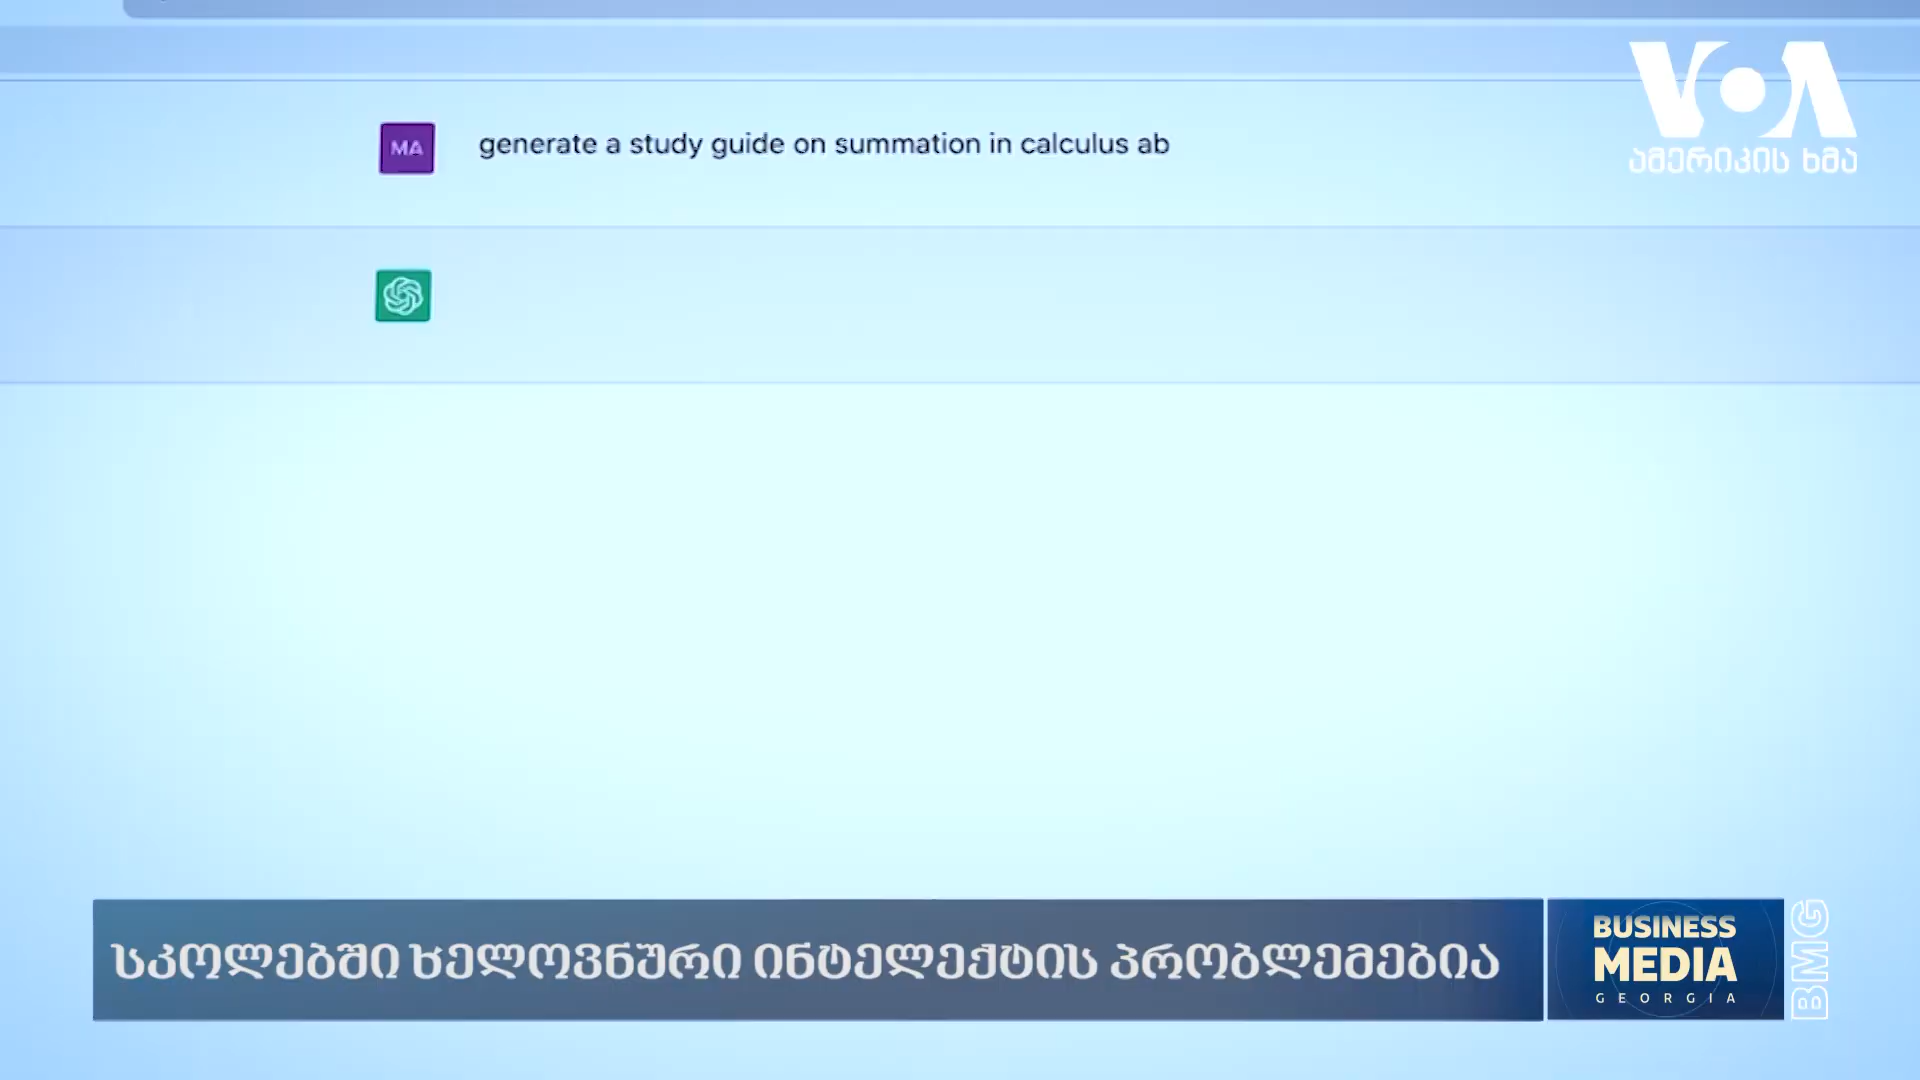 MA
generate a study guide on summation in calculus ab
VOA
ამერიკის ხმა
სკოლებში ხელოვნური ინტელექტის პრობლემებია
BUSINESS
MEDIA
GEORGIA
BMG